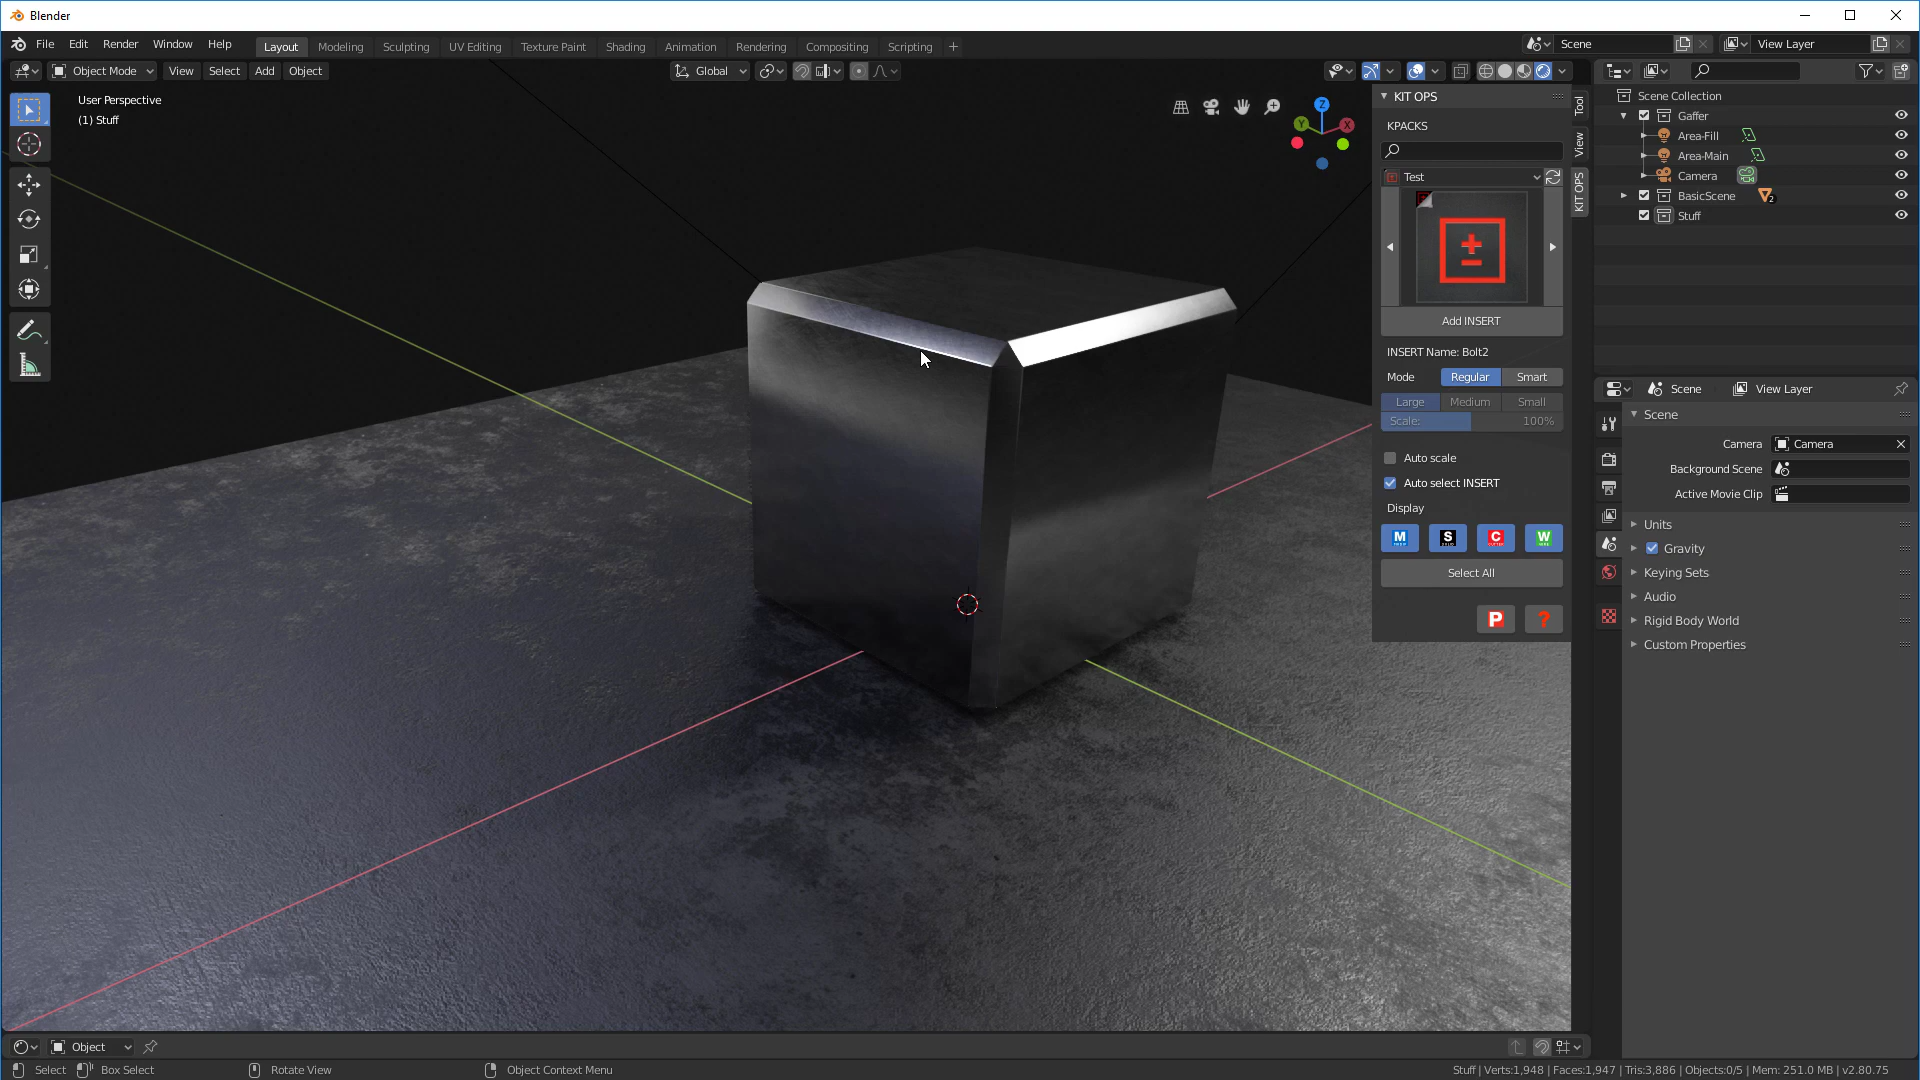 Blender
File Edit Render Window Help
Layout Modeling Sculpting UV Editing Texture Paint Shading Animation Rendering Compositing Scripting +
Scene View Layer
Object Mode View Select Add Object
Global
User Perspective
(1) Stuff
Z
Y X
KIT OPS
KPACKS
Test
Add INSERT
INSERT Name: Bolt2
Mode Regular Smart
Large Medium Small
Scale: 100%
Auto scale
Auto select INSERT
Display
M S C W
Select All
P ?
Tool
View
KIT OPS
Scene Collection
Gaffer
Area-Fill
Area-Main
Camera
BasicScene 2
Stuff
Scene View Layer
Scene
Camera Camera
Background Scene
Active Movie Clip
Units
Gravity
Keying Sets
Audio
Rigid Body World
Custom Properties
Object
Select Box Select Rotate View Object Context Menu
Stuff | Verts:1,948 | Faces:1,947 | Tris:3,886 | Objects:0/5 | Mem: 251.0 MB | v2.80.75